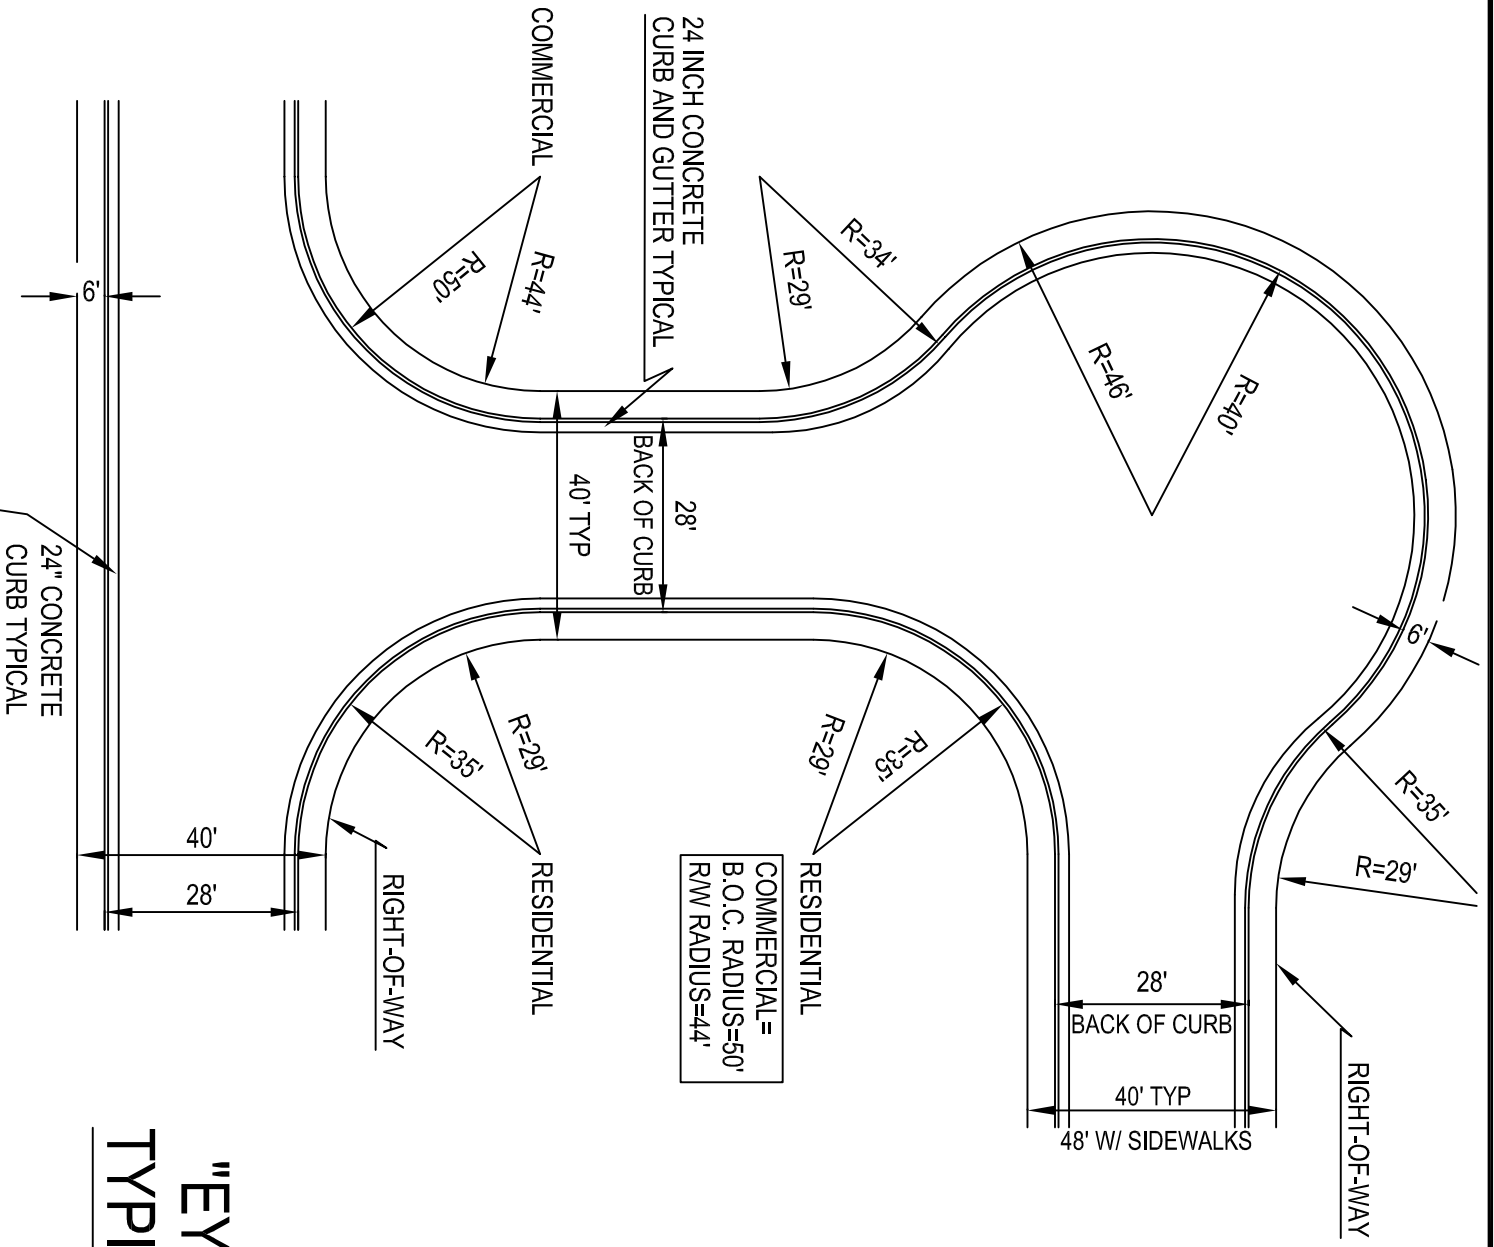 24 INCH CONCRETE
CURB AND GUTTER TYPICAL
COMMERCIAL
R=50'
R=44'
R=34'
R=29'
R=46'
R=40'
6'
R=35'
R=29'
28'
BACK OF CURB
40' TYP
R=29'
R=35'
RESIDENTIAL
R=29'
R=35'
RESIDENTIAL
COMMERCIAL=
B.O.C. RADIUS=50'
R/W RADIUS=44'
28'
BACK OF CURB
40' TYP
48' W/ SIDEWALKS
RIGHT-OF-WAY
RIGHT-OF-WAY
6'
40'
28'
24" CONCRETE
CURB TYPICAL
"EY
TYPI